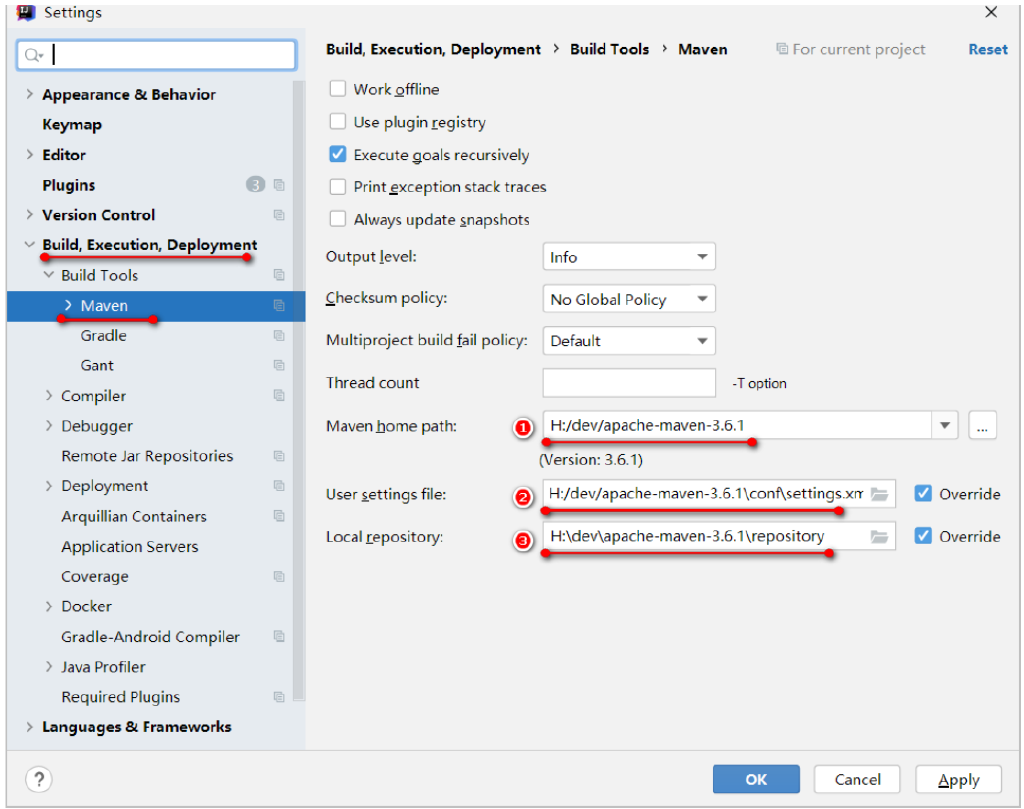 Settings
Build, Execution, Deployment > Build Tools > Maven For current project Reset
Appearance & Behavior
Keymap
Editor
Plugins 3
Version Control
Build, Execution, Deployment
Build Tools
Maven
Gradle
Gant
Compiler
Debugger
Remote Jar Repositories
Deployment
Arquillian Containers
Application Servers
Coverage
Docker
Gradle-Android Compiler
Java Profiler
Required Plugins
Languages & Frameworks
Work offline
Use plugin registry
Execute goals recursively
Print exception stack traces
Always update snapshots
Output level: Info
Checksum policy: No Global Policy
Multiproject build fail policy: Default
Thread count -T option
Maven home path: 1 H:/dev/apache-maven-3.6.1 ...
(Version: 3.6.1)
User settings file: 2 H:/dev/apache-maven-3.6.1\conf\settings.xm Override
Local repository: 3 H:\dev\apache-maven-3.6.1\repository Override
? OK Cancel Apply